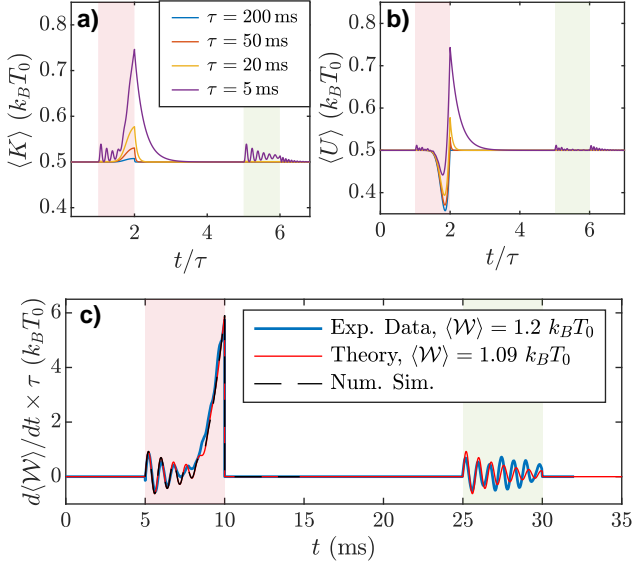 a)
τ = 200 ms
τ = 50 ms
τ = 20 ms
τ = 5 ms
⟨K⟩ (k_BT_0)
0.8
0.7
0.6
0.5
0.4
2 4 6
t/τ
b)
⟨U⟩ (k_BT_0)
0.8
0.7
0.6
0.5
0.4
0 2 4 6
t/τ
c)
Exp. Data, ⟨𝒲⟩ = 1.2 k_BT_0
Theory, ⟨𝒲⟩ = 1.09 k_BT_0
Num. Sim.
d⟨𝒲⟩/dt × τ (k_BT_0)
6
4
2
0
0 5 10 15 20 25 30 35
t (ms)